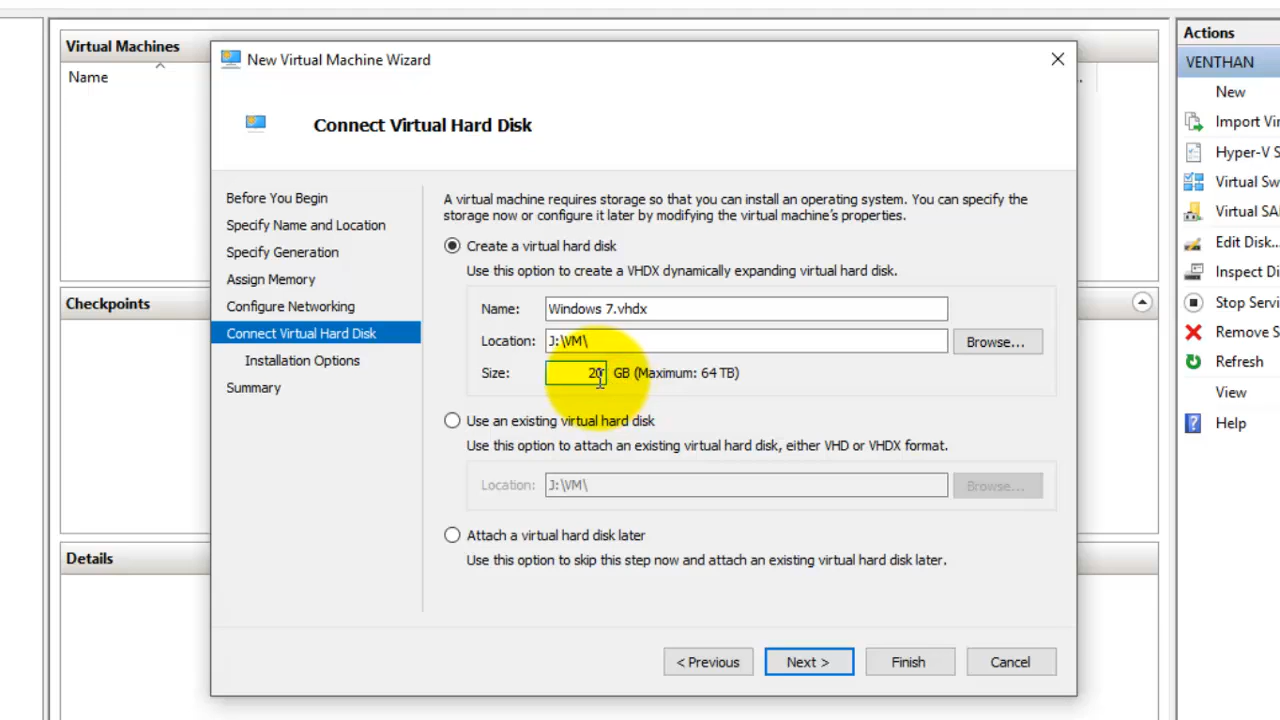 Virtual Machines
Name
Checkpoints
Details
New Virtual Machine Wizard
Connect Virtual Hard Disk
Before You Begin
Specify Name and Location
Specify Generation
Assign Memory
Configure Networking
Connect Virtual Hard Disk
Installation Options
Summary
A virtual machine requires storage so that you can install an operating system. You can specify the
storage now or configure it later by modifying the virtual machine's properties.
Create a virtual hard disk
Use this option to create a VHDX dynamically expanding virtual hard disk.
Name: Windows 7.vhdx
Location: J:\VM\ Browse...
Size: 20 GB (Maximum: 64 TB)
Use an existing virtual hard disk
Use this option to attach an existing virtual hard disk, either VHD or VHDX format.
Location: J:\VM\ Browse...
Attach a virtual hard disk later
Use this option to skip this step now and attach an existing virtual hard disk later.
< Previous Next > Finish Cancel
Actions
VENTHAN
New
Import Vir
Hyper-V S
Virtual Sw
Virtual SA
Edit Disk...
Inspect Di
Stop Servi
Remove S
Refresh
View
Help